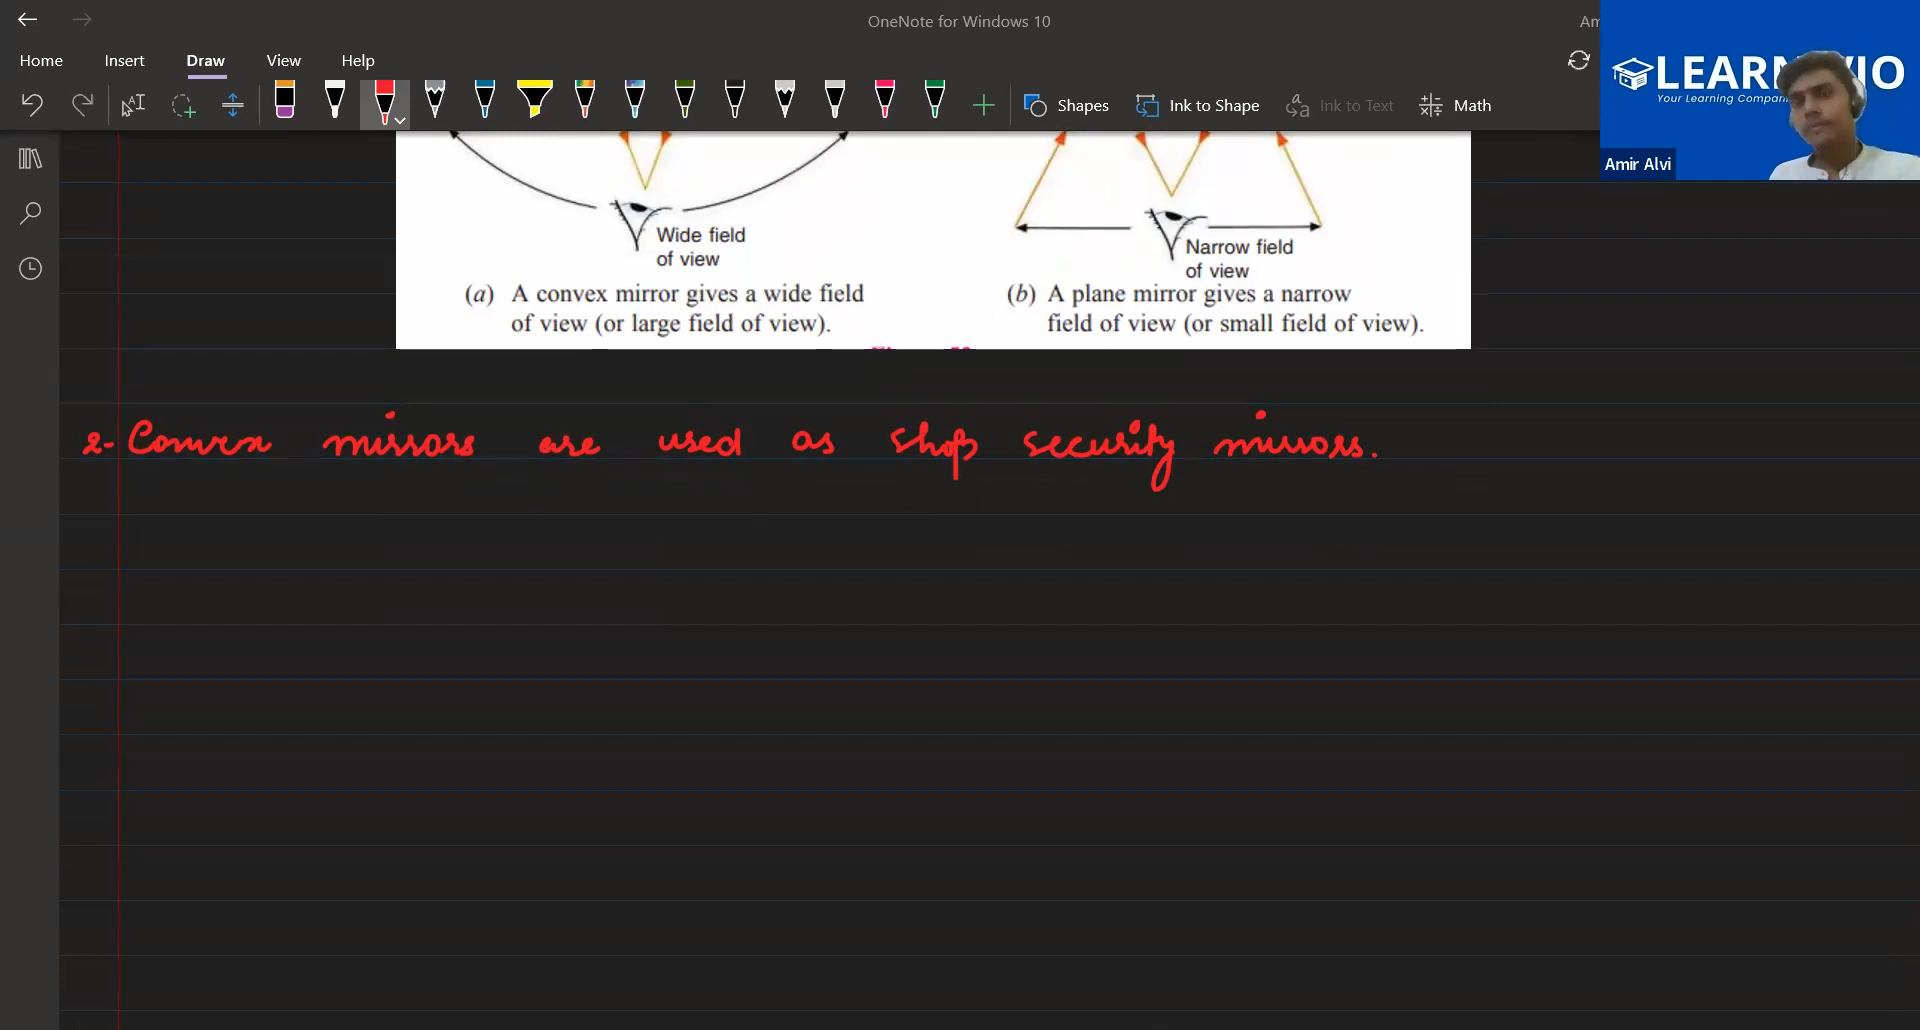 OneNote for Windows 10
Am
Home Insert Draw View Help
LEARN IO
Your Learning Compan
Shapes Ink to Shape Ink to Text Math
Amir Alvi
Wide field
of view
Narrow field
of view
(a) A convex mirror gives a wide field
of view (or large field of view).
(b) A plane mirror gives a narrow
field of view (or small field of view).
2- Convex mirrors are used as shop security mirrors.